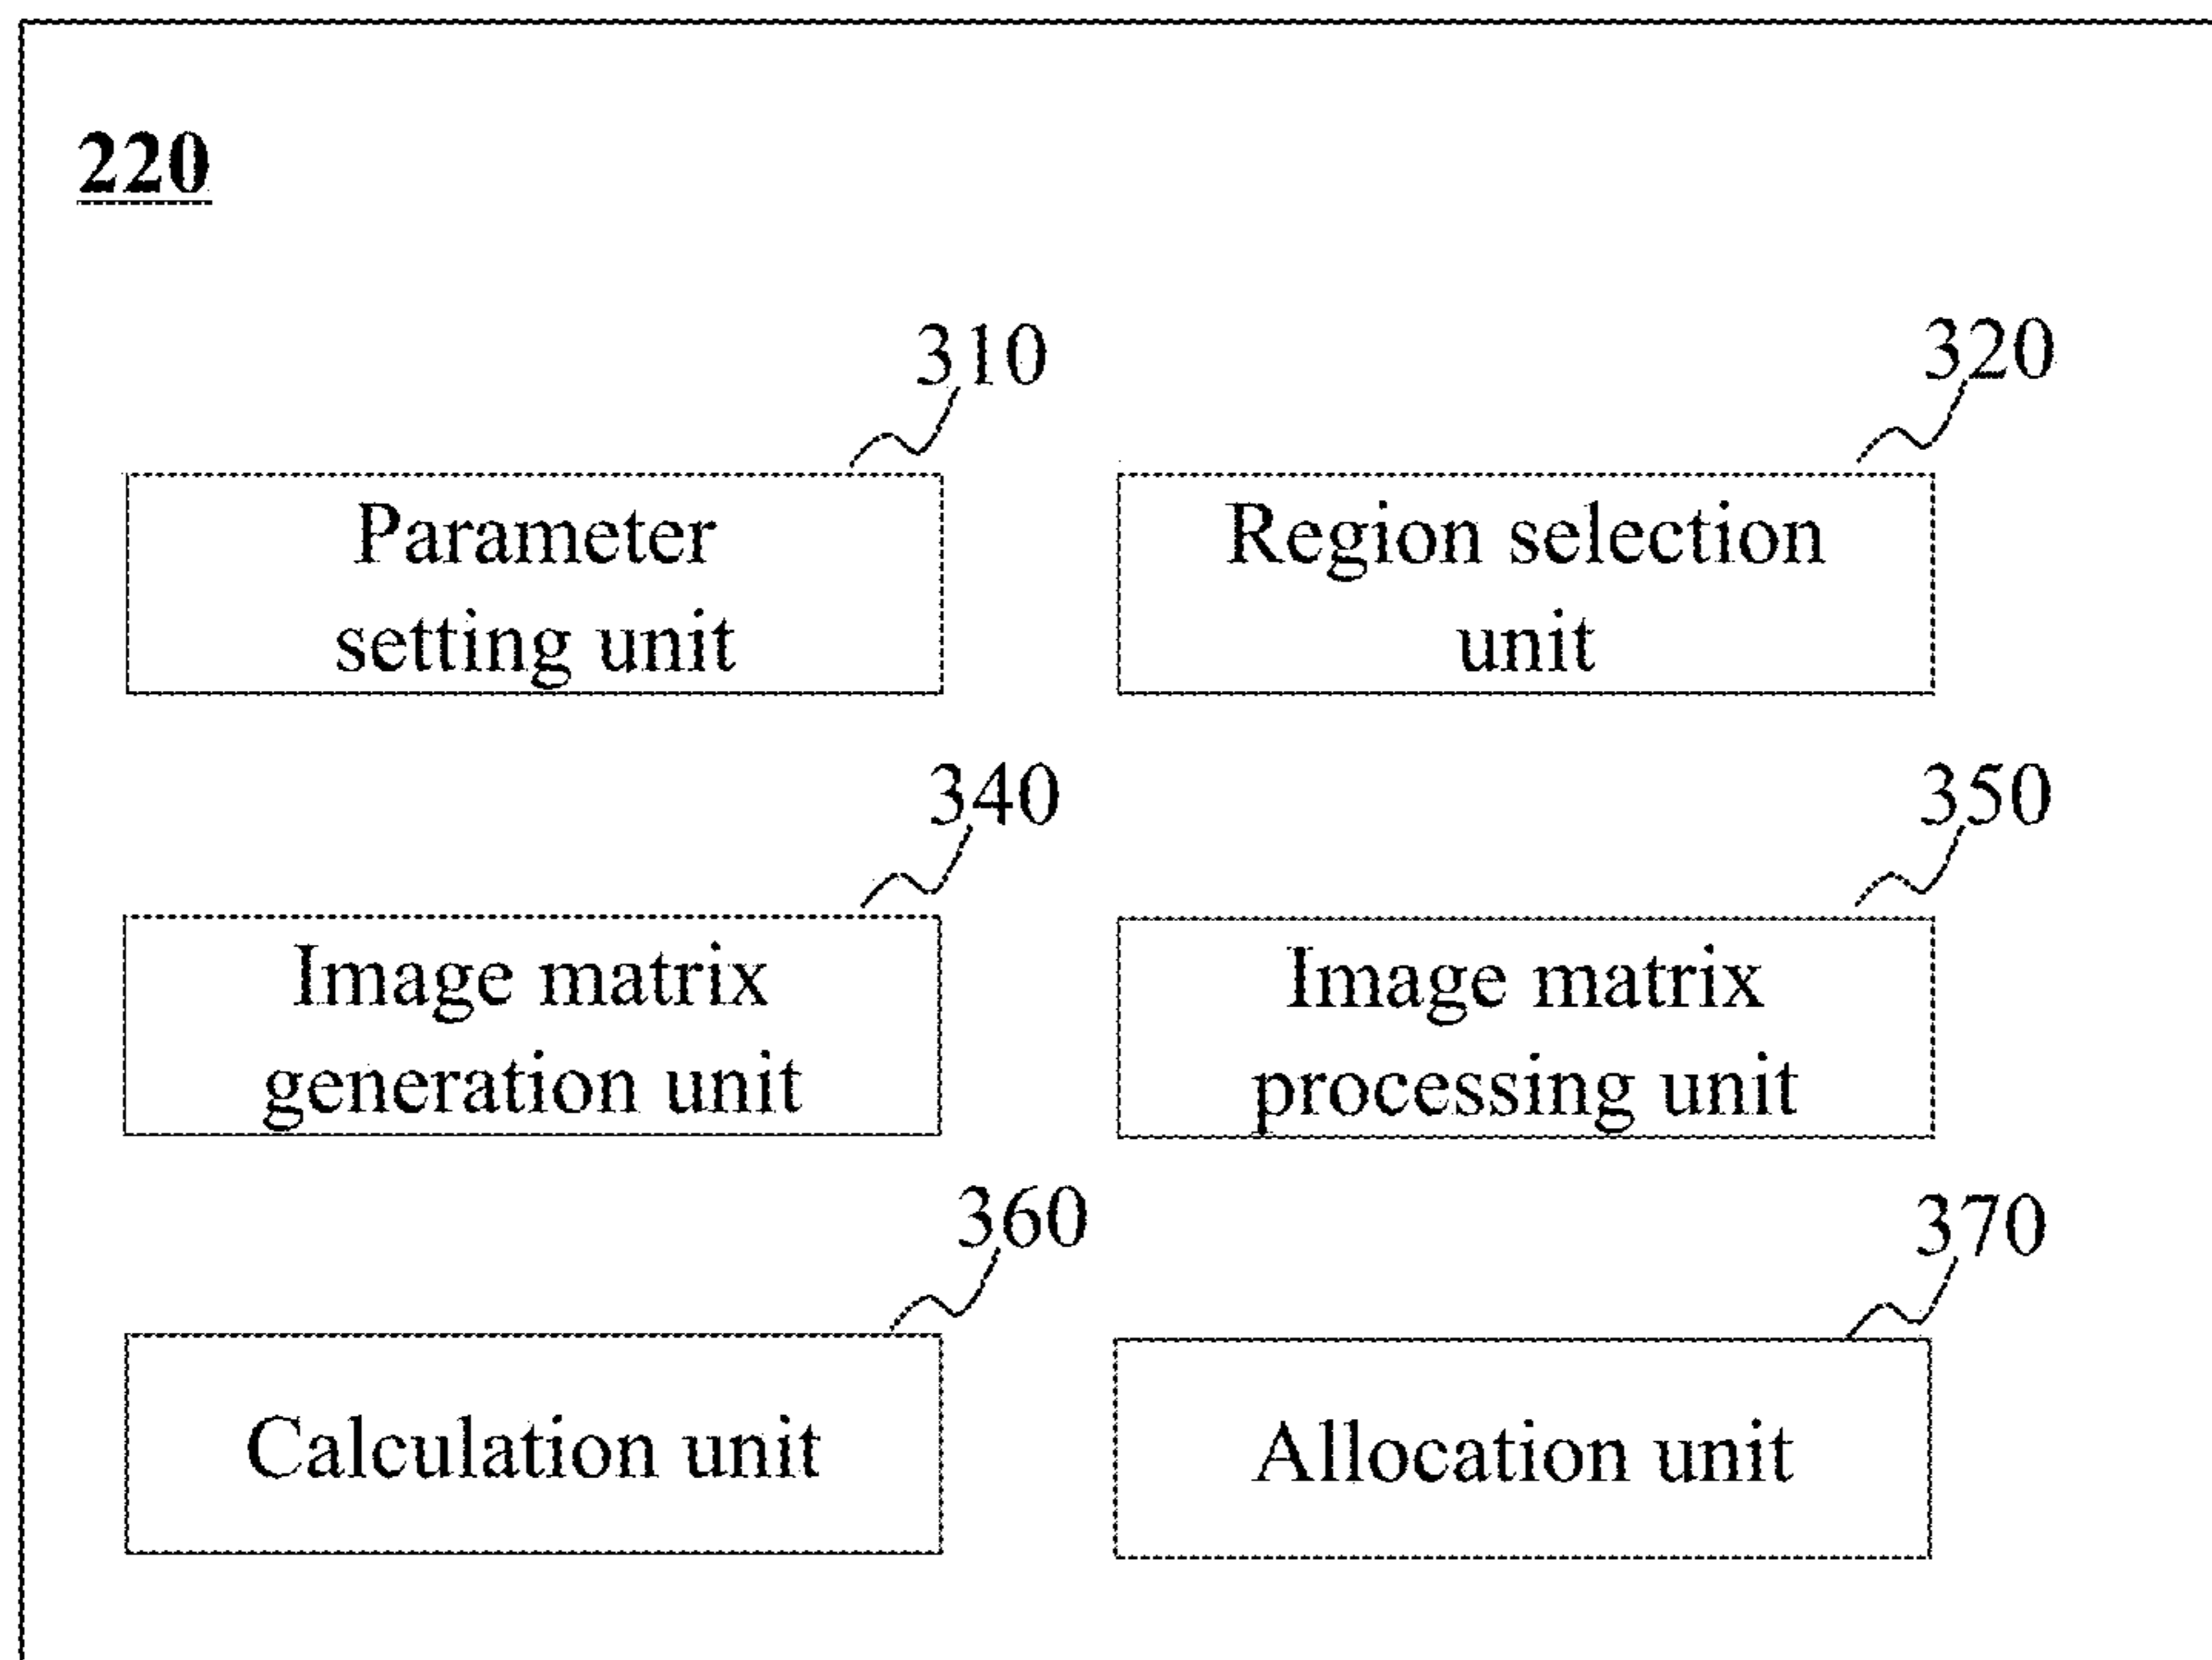 220
310
320
Parameter
setting unit
Region selection
unit
340
350
Image matrix
generation unit
Image matrix
processing unit
360
370
Calculation unit
Allocation unit